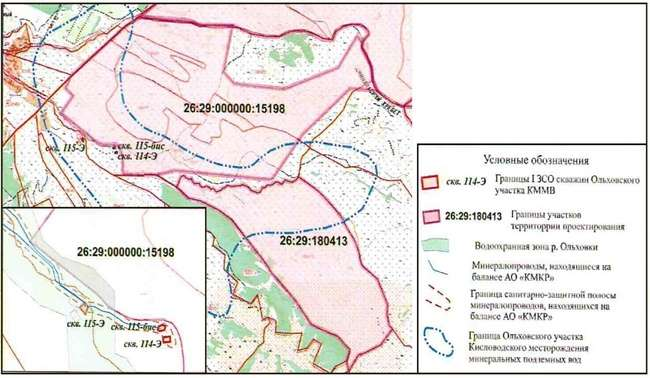 26:29:000000:15198
скв. 115-Э
скв. 115-бис
скв. 114-Э
26:29:180413
26:29:000000:15198
скв. 115-Э
скв. 115-бис
скв. 114-Э
Условные обозначения
скв. 114-Э
Границы I ЗСО скважин Ольховского
участка КММВ
26:29:180413
Границы участков
территории проектирования
Водоохранная зона р. Ольховки
Минералопроводы, находящиеся на
балансе АО «КМКР»
Граница санитарно-защитной полосы
минералопроводов, находящихся на
балансе АО «КМКР»
Граница Ольховского участка
Кисловодского месторождения
минеральных подземных вод